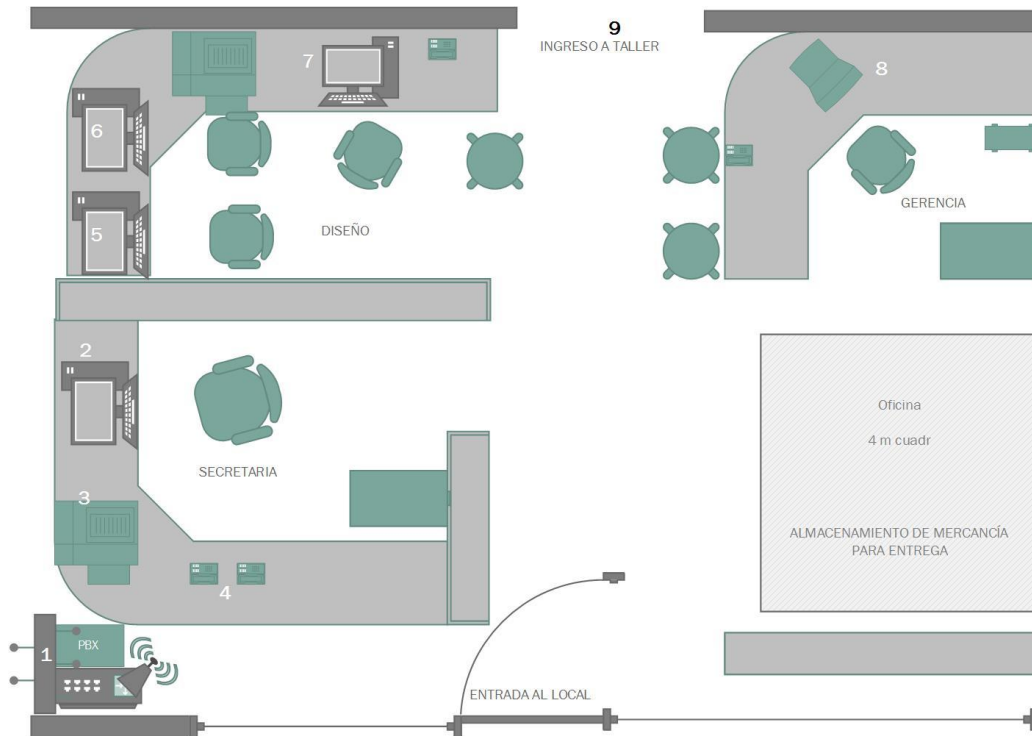 9
INGRESO A TALLER
7
8
6
GERENCIA
DISEÑO
5
2
Oficina
4 m cuadr
SECRETARIA
3
ALMACENAMIENTO DE MERCANCÍA
PARA ENTREGA
4
PBX
1
ENTRADA AL LOCAL